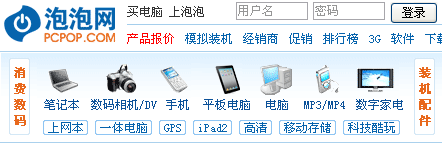 泡泡网
PCPOP.COM
买电脑 上泡泡 用户名 密码 登录
产品报价 模拟装机 经销商 促销 排行榜 3G 软件 下载
消费数码
笔记本 数码相机/DV 手机 平板电脑 电脑 MP3/MP4 数字家电
上网本 一体电脑 GPS iPad2 高清 移动存储 科技酷玩
装机配件